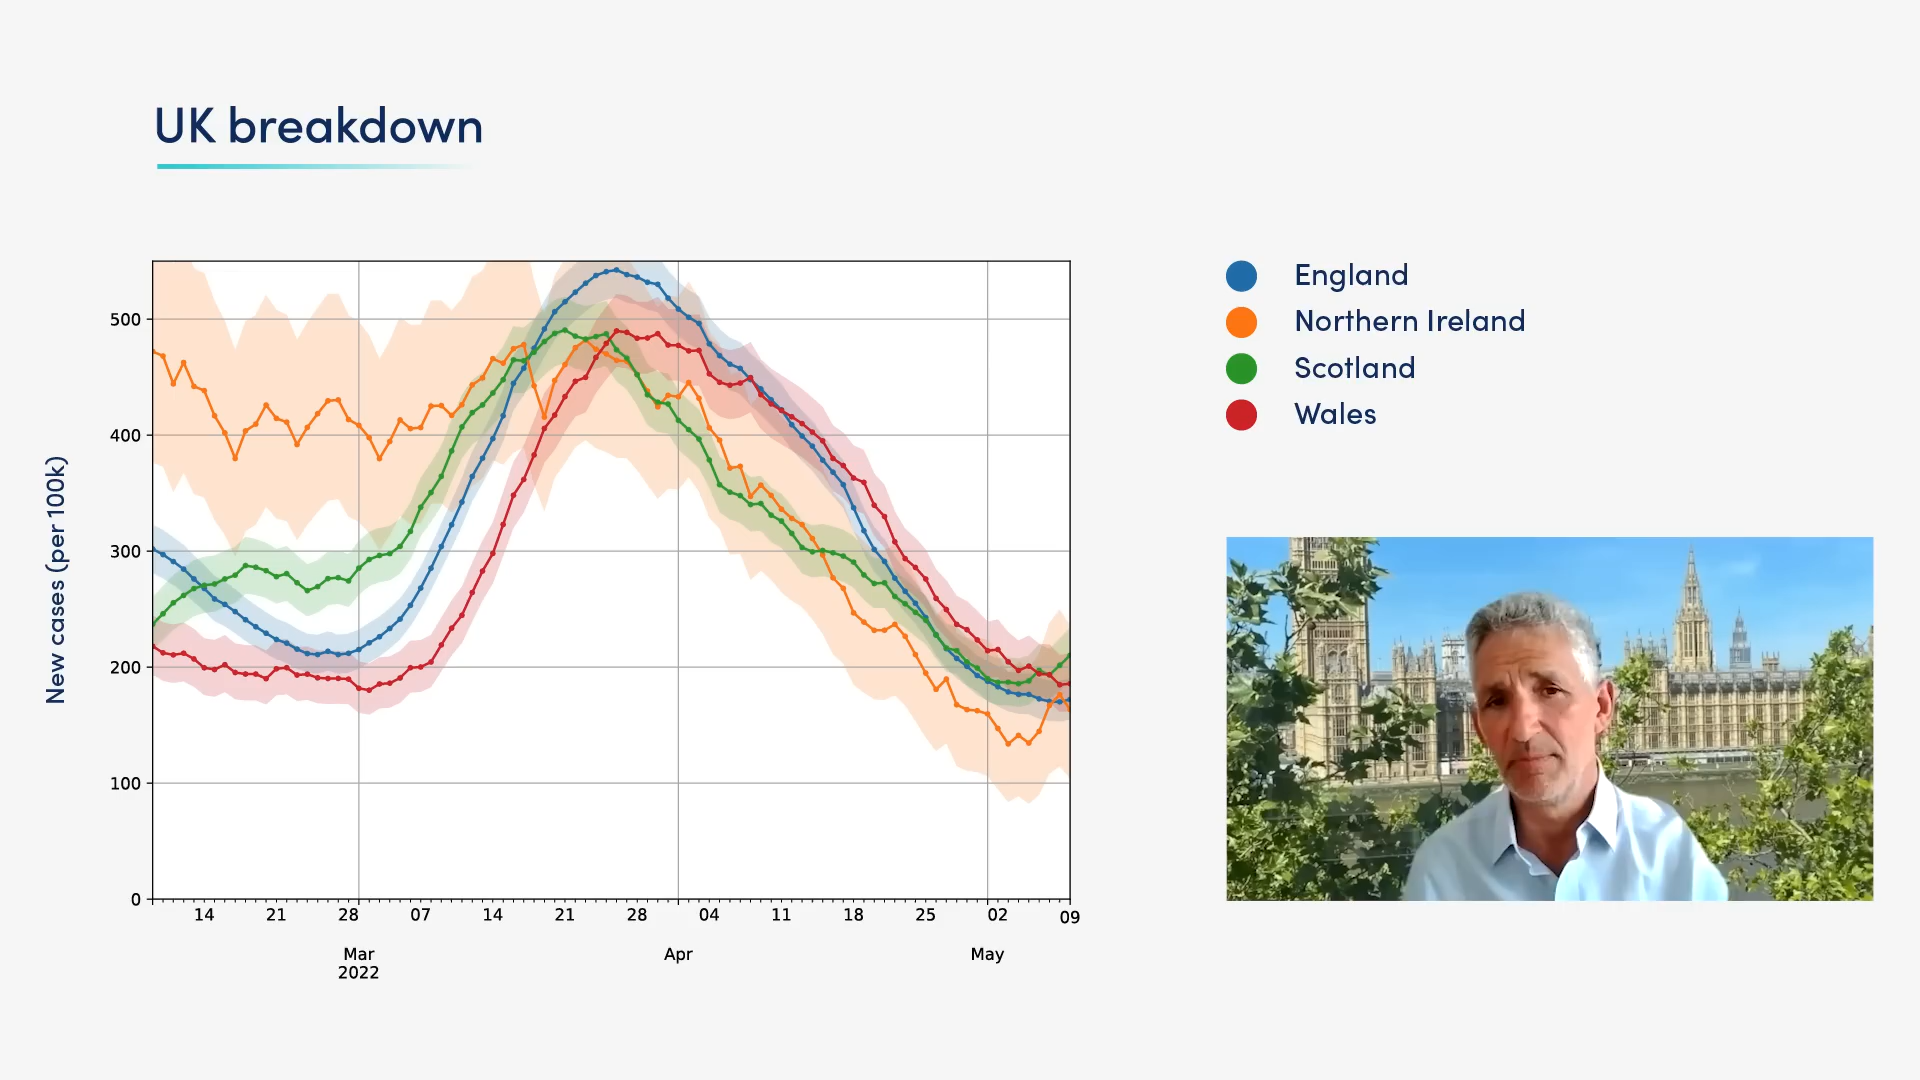 UK breakdown
New cases (per 100k)
500
400
300
200
100
0
14 21 28 07 14 21 28 04 11 18 25 02 09
Mar Apr May
2022
England
Northern Ireland
Scotland
Wales